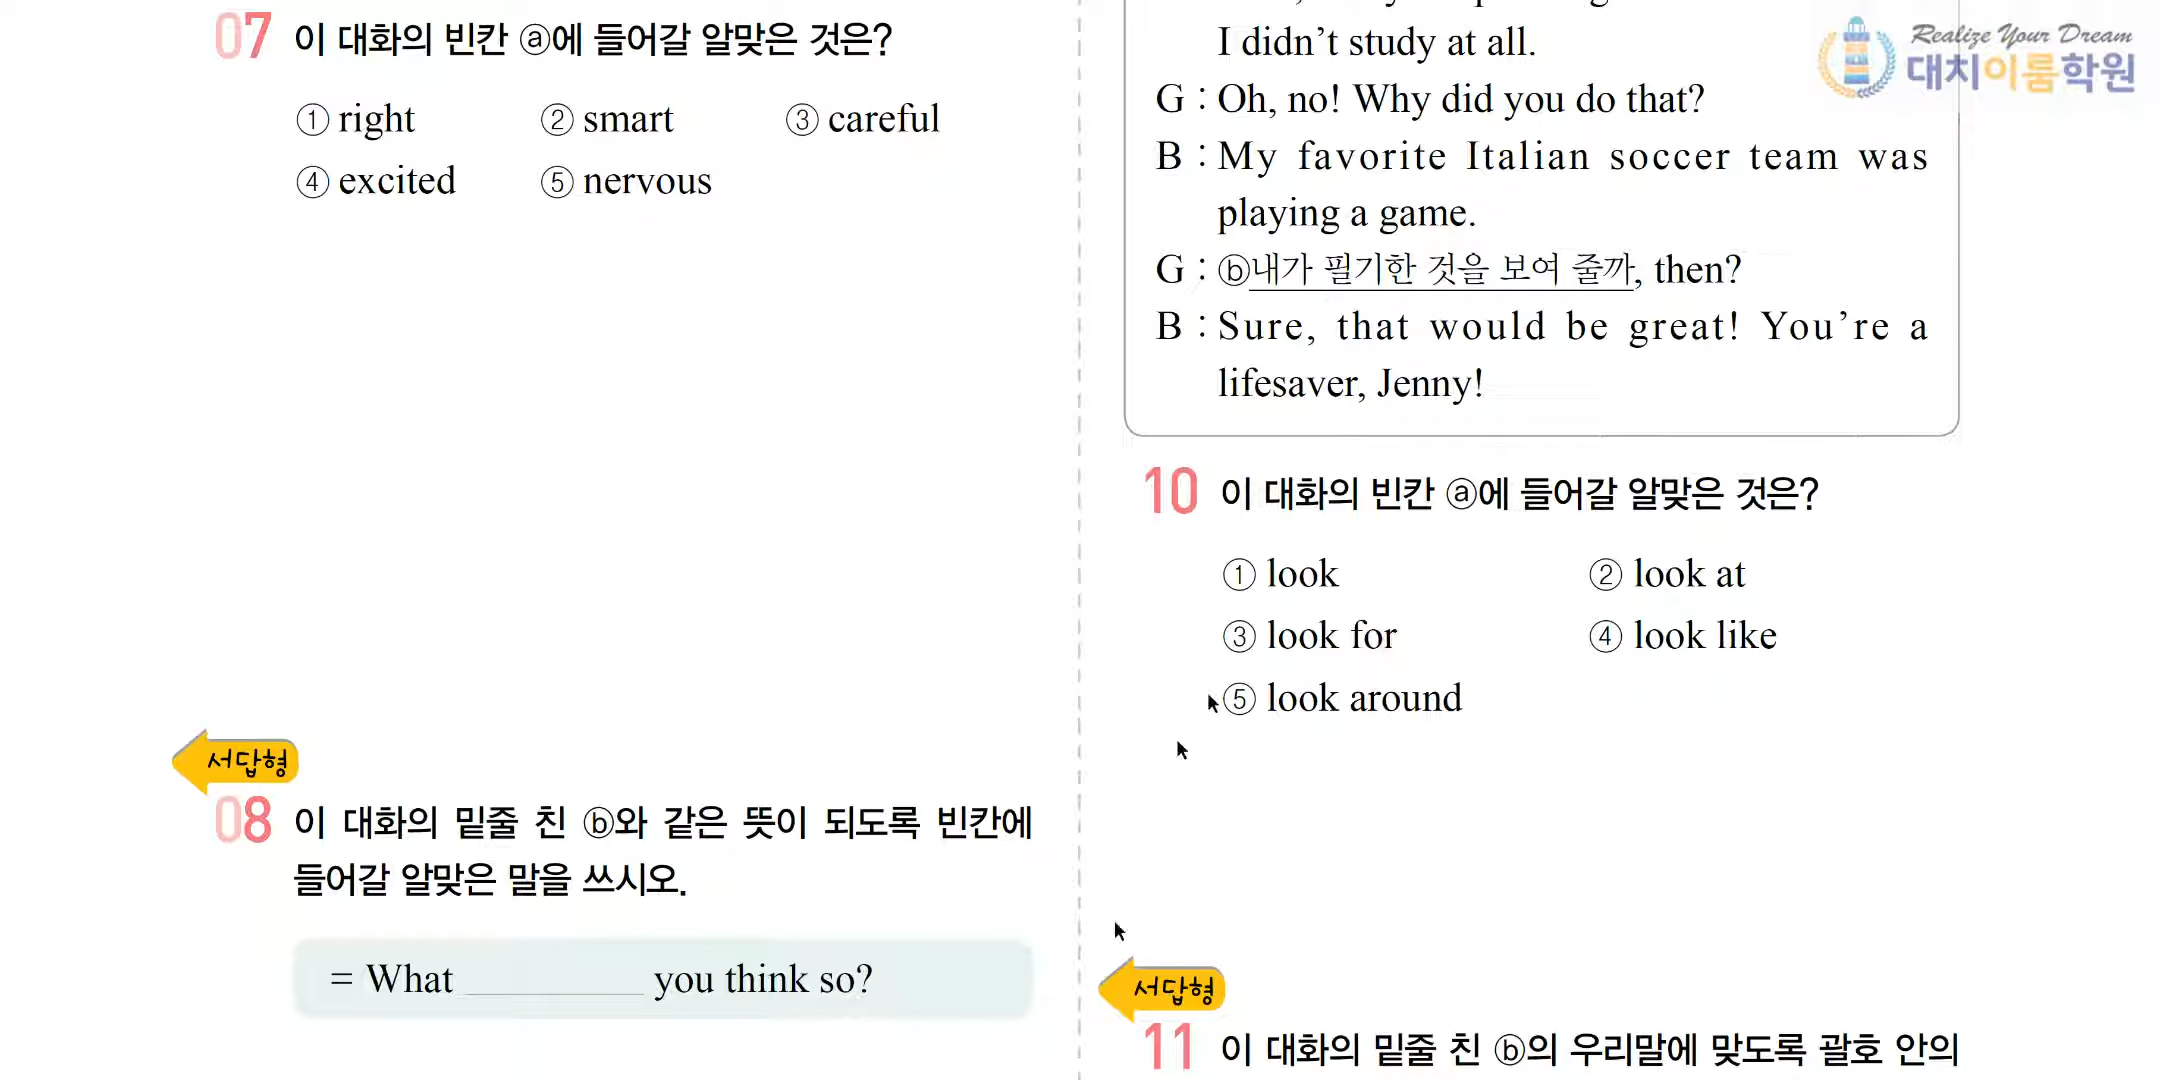 07 이 대화의 빈칸 ⓐ에 들어갈 알맞은 것은?
① right ② smart ③ careful
④ excited ⑤ nervous
서답형
08 이 대화의 밑줄 친 ⓑ와 같은 뜻이 되도록 빈칸에
들어갈 알맞은 말을 쓰시오.
= What ________ you think so?
I didn't study at all.
G : Oh, no! Why did you do that?
B : My favorite Italian soccer team was
playing a game.
G : ⓑ내가 필기한 것을 보여 줄까, then?
B : Sure, that would be great! You're a
lifesaver, Jenny!
10 이 대화의 빈칸 ⓐ에 들어갈 알맞은 것은?
① look ② look at
③ look for ④ look like
⑤ look around
서답형
11 이 대화의 밑줄 친 ⓑ의 우리말에 맞도록 괄호 안의
Realize Your Dream
대치이룸학원